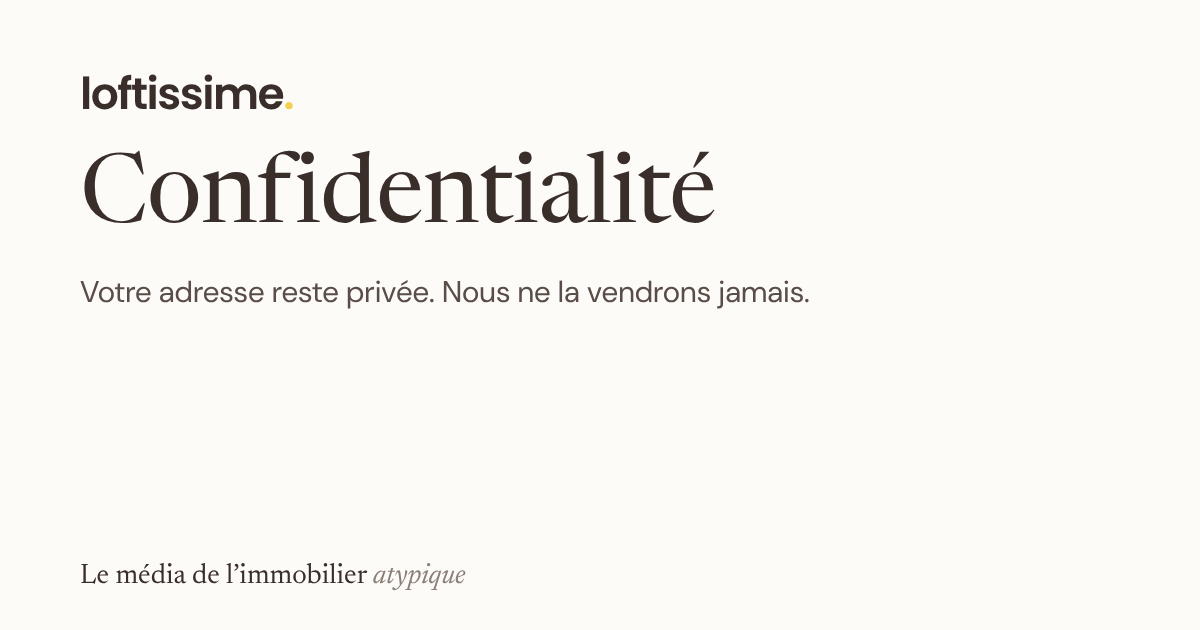 loftissime.
Confidentialité
Votre adresse reste privée. Nous ne la vendrons jamais.
Le média de l’immobilier atypique